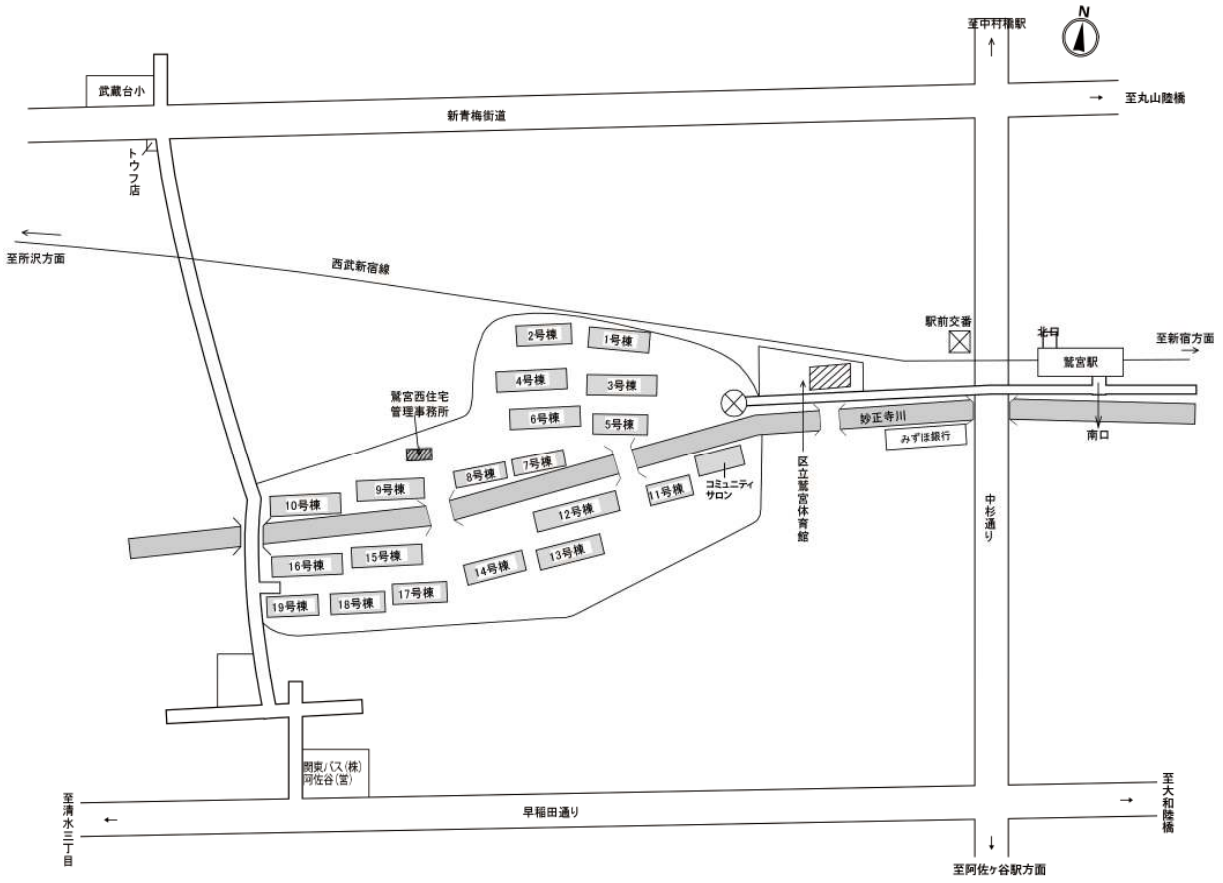 N
至中村橋駅
武蔵台小
至丸山陸橋
新青梅街道
トウフ店
至所沢方面
西武新宿線
駅前交番
北口
至新宿方面
鷺宮駅
2号棟
1号棟
4号棟
3号棟
鷺宮西住宅
管理事務所
6号棟
5号棟
妙正寺川
みずほ銀行
南口
8号棟
7号棟
コミュニティ
サロン
区立鷺宮体育館
中杉通り
10号棟
9号棟
11号棟
12号棟
16号棟
15号棟
13号棟
14号棟
19号棟
18号棟
17号棟
関東バス(株)
阿佐谷(営)
至清水三丁目
早稲田通り
至大和陸橋
至阿佐ヶ谷駅方面